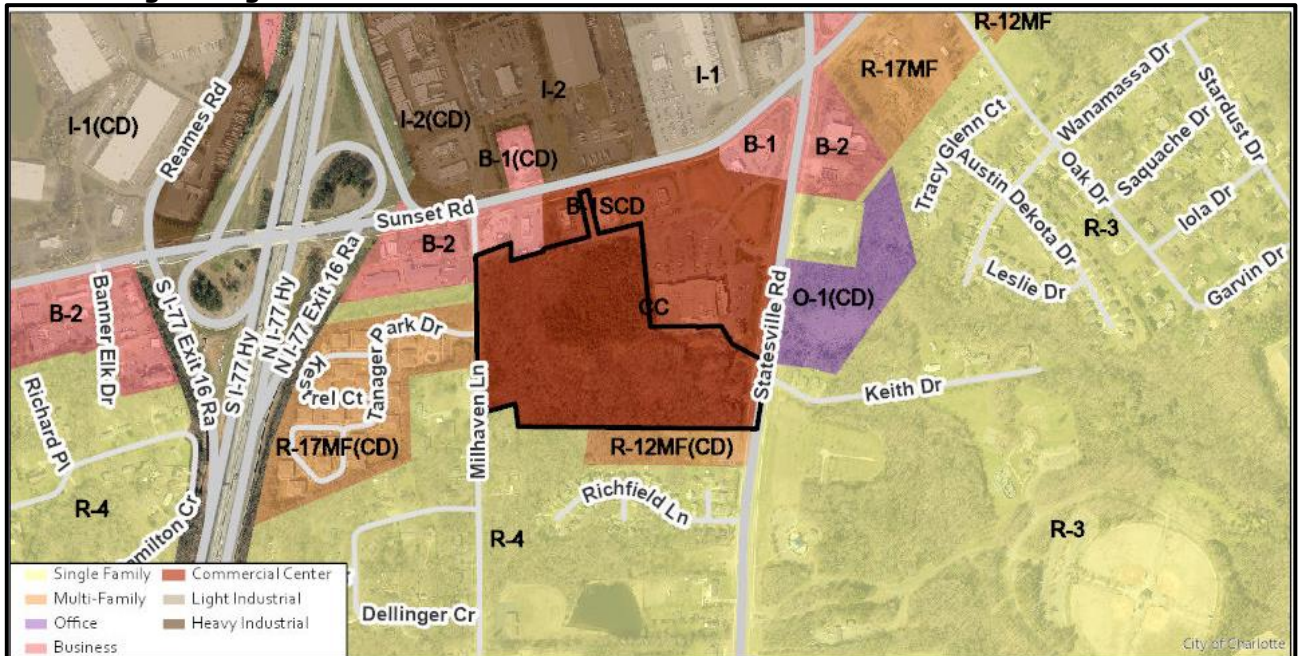 R-12MF
I-2
I-1
R-17MF
Wanamassa Dr
Stardust Dr
I-1(CD)
Reames Rd
I-2(CD)
B-1(CD)
B-1
B-2
Tracy Glenn Ct
Saquache Dr
Austin Dekota Dr
Oak Dr
Iola Dr
R-3
Sunset Rd
SCD
B-2
Leslie Dr
Garvin Dr
O-1(CD)
CC
B-2
Banner Elk Dr
S I-77 Exit 16 Ra
S I-77 Hy
N I-77 Hy
N I-77 Exit 16 Ra
Tanager Park Dr
Statesville Rd
Keith Dr
Richard Pl
Kestrel Ct
Milhaven Ln
R-17MF(CD)
R-12MF(CD)
Richfield Ln
R-4
R-4
R-3
Dellinger Cr
Single Family
Commercial Center
Multi-Family
Light Industrial
Office
Heavy Industrial
Business
City of Charlotte